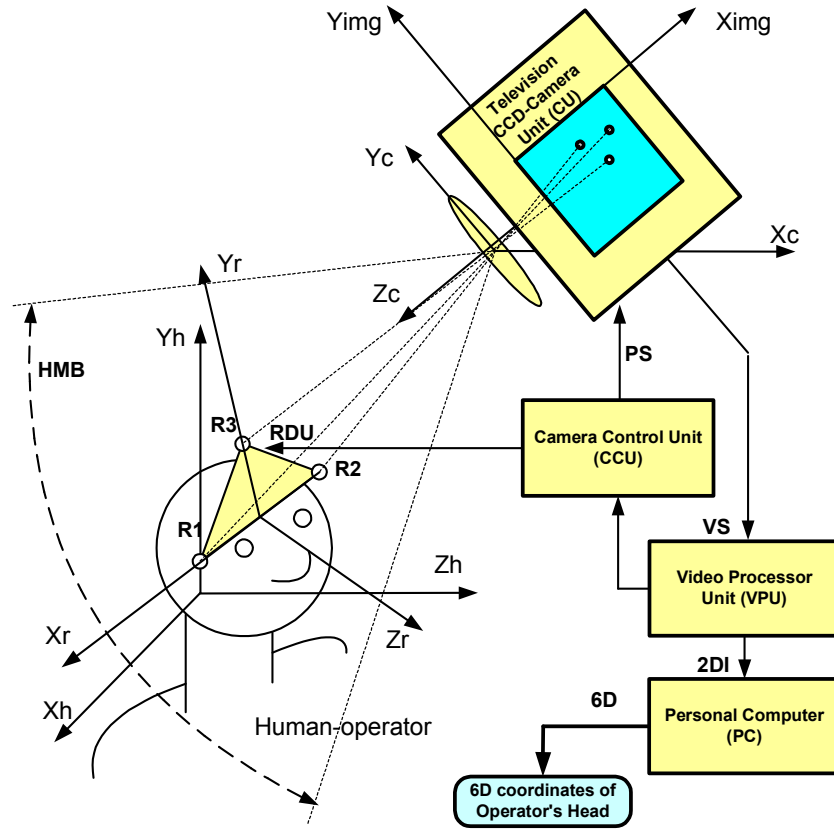 Yimg
Ximg
Television
CCD-Camera
Unit (CU)
Yc
Xc
Zc
Yr
Yh
HMB
PS
R3
RDU
R2
Camera Control Unit
(CCU)
R1
VS
Zh
Video Processor
Unit (VPU)
Xr
Zr
2DI
Xh
6D
Human-operator
Personal Computer
(PC)
6D coordinates of
Operator's Head